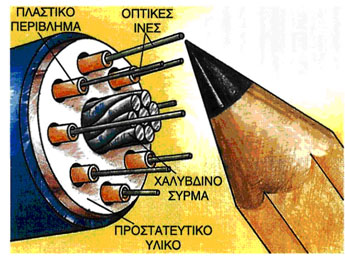 ΠΛΑΣΤΙΚΟ
ΠΕΡΙΒΛΗΜΑ
ΟΠΤΙΚΕΣ
ΙΝΕΣ
ΧΑΛΥΒΔΙΝΟ
ΣΥΡΜΑ
ΠΡΟΣΤΑΤΕΥΤΙΚΟ
ΥΛΙΚΟ